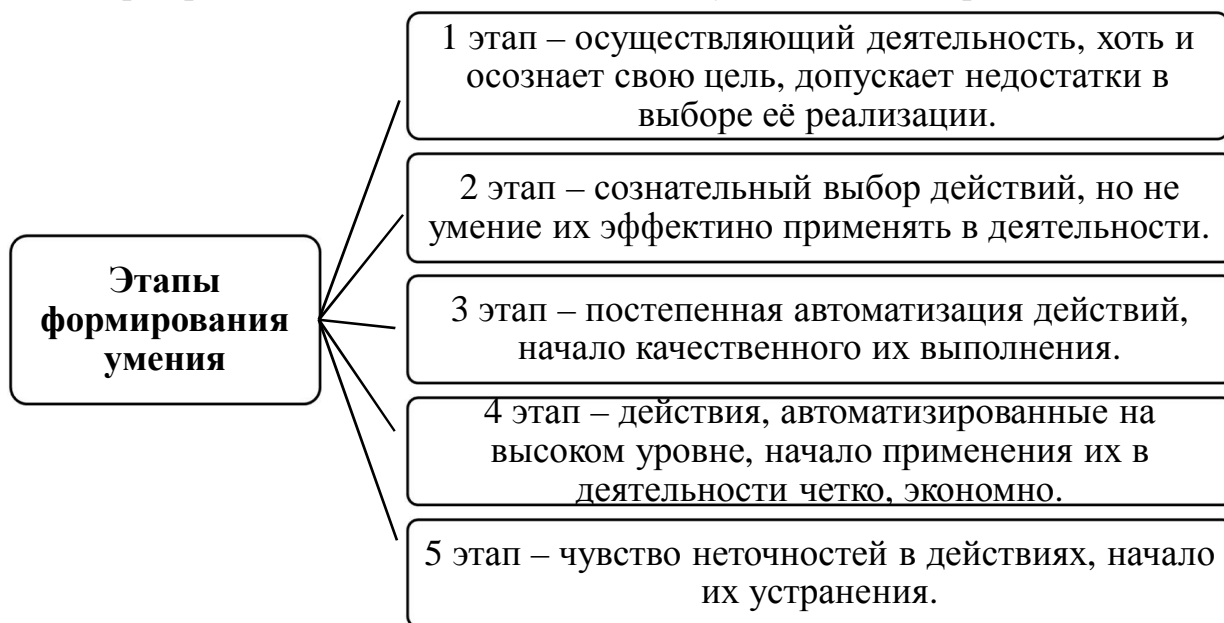 1 этап – осуществляющий деятельность, хоть и
осознает свою цель, допускает недостатки в
выборе её реализации.
2 этап – сознательный выбор действий, но не
умение их эффектино применять в деятельности.
Этапы
формирования
умения
3 этап – постепенная автоматизация действий,
начало качественного их выполнения.
4 этап – действия, автоматизированные на
высоком уровне, начало применения их в
деятельности четко, экономно.
5 этап – чувство неточностей в действиях, начало
их устранения.